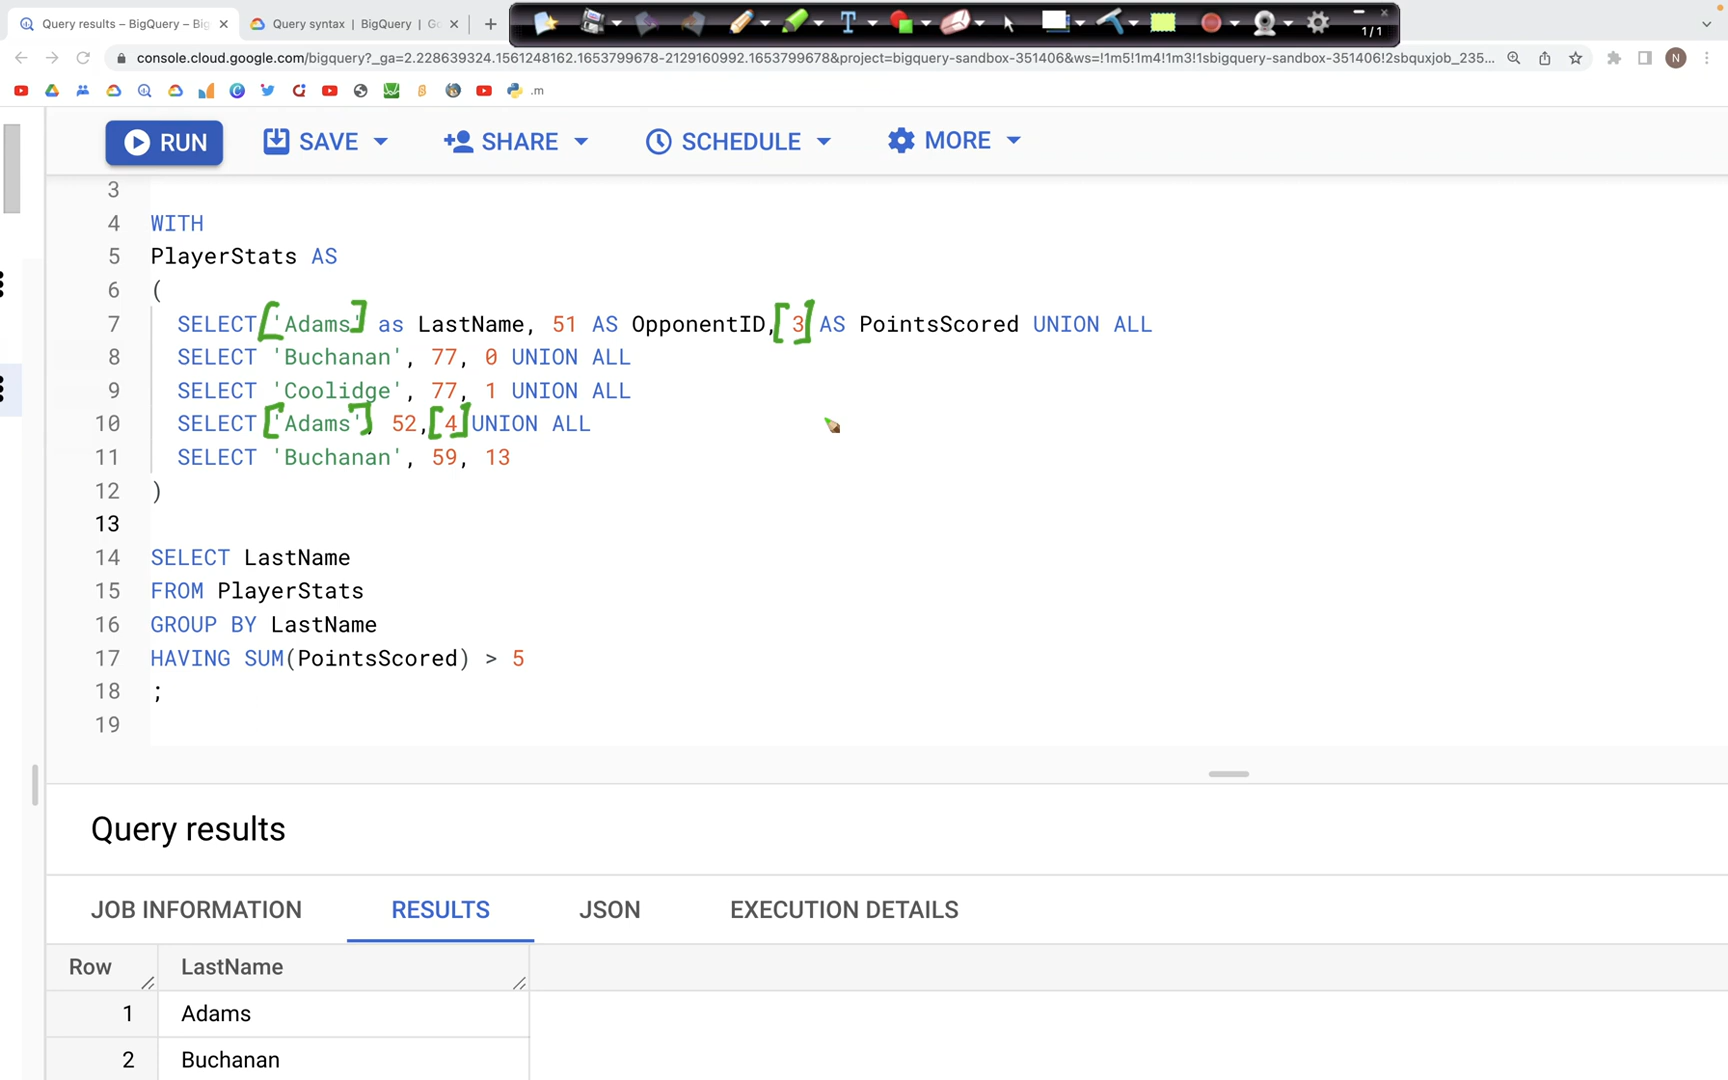 Query results – BigQuery – Big
Query syntax | BigQuery | Go
1/1
console.cloud.google.com/bigquery?_ga=2.228639324.1561248162.1653799678-2129160992.1653799678&project=bigquery-sandbox-351406&ws=!1m5!1m4!1m3!1sbigquery-sandbox-351406!2sbquxjob_235...
N
.m
RUN SAVE SHARE SCHEDULE MORE
3
4 WITH
5 PlayerStats AS
6 (
7 SELECT ['Adams'] as LastName, 51 AS OpponentID, [3] AS PointsScored UNION ALL
8 SELECT 'Buchanan', 77, 0 UNION ALL
9 SELECT 'Coolidge', 77, 1 UNION ALL
10 SELECT ['Adams'], 52, [4] UNION ALL
11 SELECT 'Buchanan', 59, 13
12 )
13
14 SELECT LastName
15 FROM PlayerStats
16 GROUP BY LastName
17 HAVING SUM(PointsScored) > 5
18 ;
19
Query results
JOB INFORMATION RESULTS JSON EXECUTION DETAILS
Row LastName
1 Adams
2 Buchanan